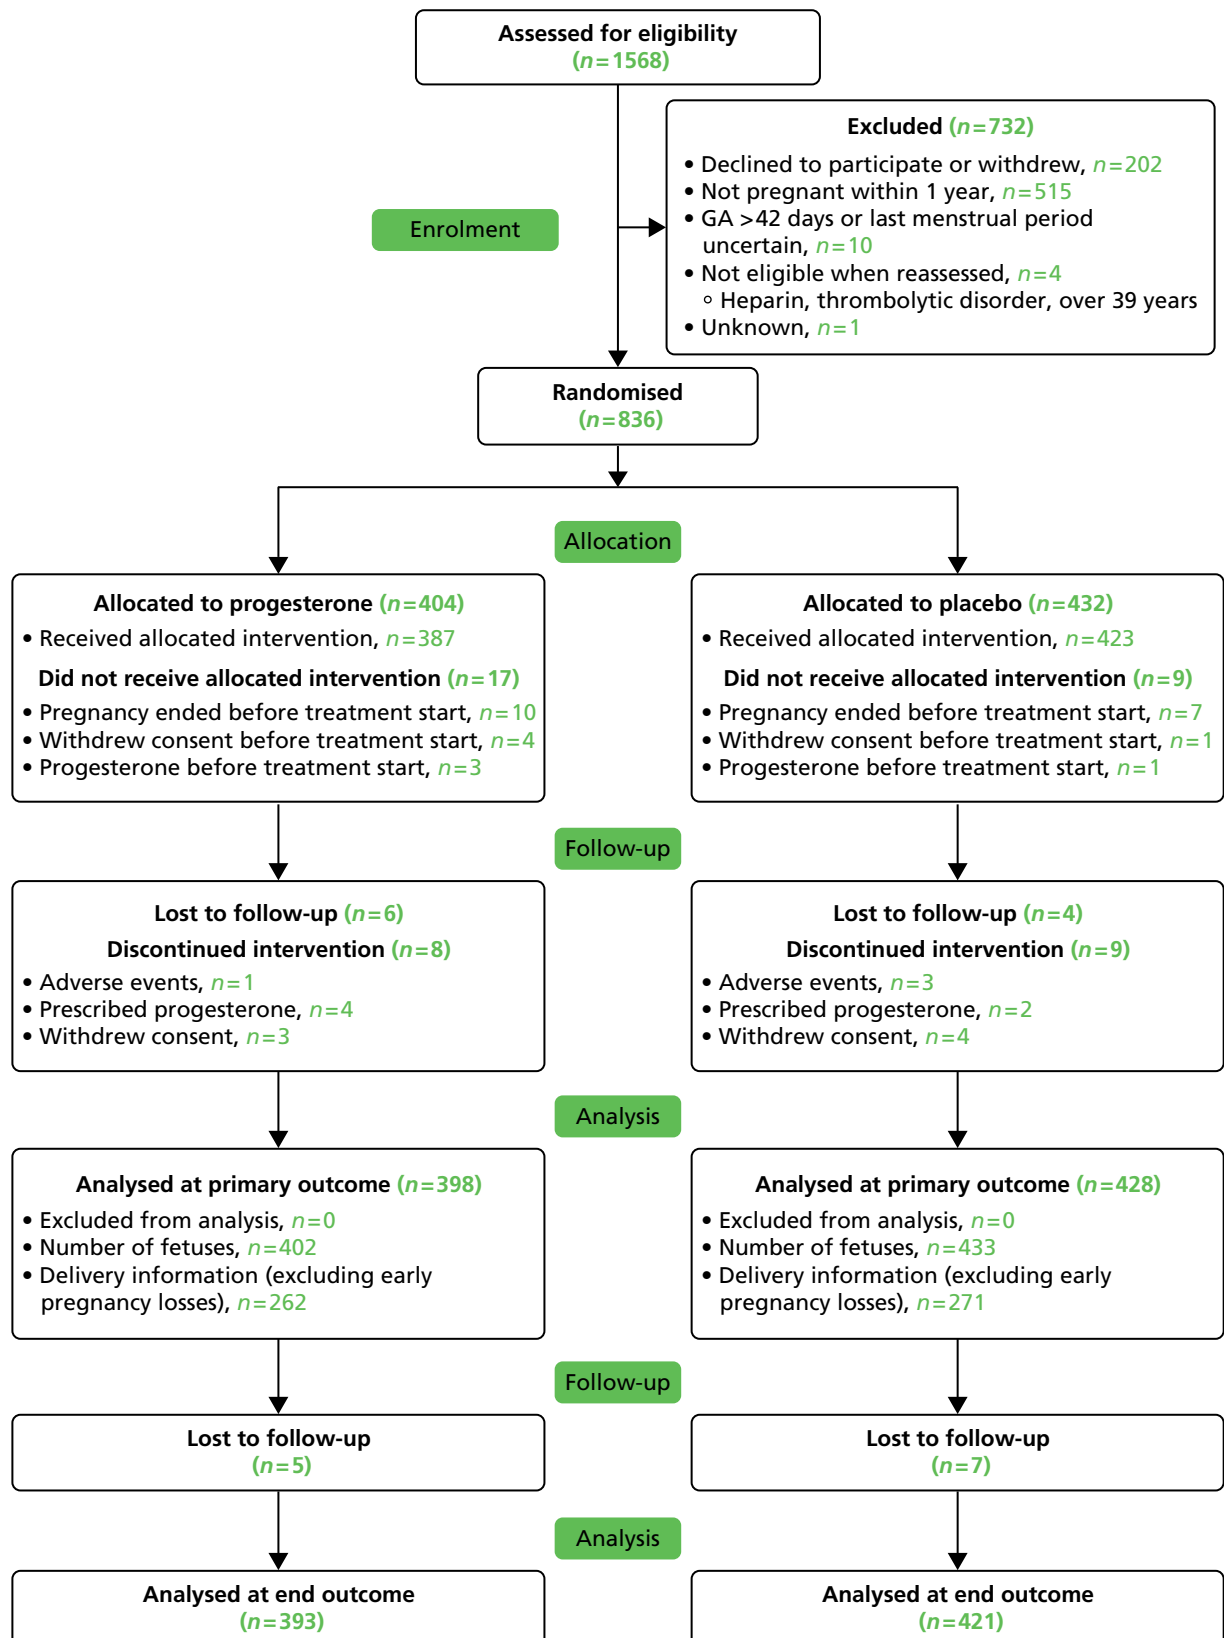 Assessed for eligibility
(n=1568)
Excluded (n=732)
• Declined to participate or withdrew, n=202
• Not pregnant within 1 year, n=515
• GA >42 days or last menstrual period
uncertain, n=10
• Not eligible when reassessed, n=4
◦ Heparin, thrombolytic disorder, over 39 years
• Unknown, n=1
Enrolment
Randomised
(n=836)
Allocation
Allocated to progesterone (n=404)
• Received allocated intervention, n=387
Did not receive allocated intervention (n=17)
• Pregnancy ended before treatment start, n=10
• Withdrew consent before treatment start, n=4
• Progesterone before treatment start, n=3
Allocated to placebo (n=432)
• Received allocated intervention, n=423
Did not receive allocated intervention (n=9)
• Pregnancy ended before treatment start, n=7
• Withdrew consent before treatment start, n=1
• Progesterone before treatment start, n=1
Follow-up
Lost to follow-up (n=6)
Discontinued intervention (n=8)
• Adverse events, n=1
• Prescribed progesterone, n=4
• Withdrew consent, n=3
Lost to follow-up (n=4)
Discontinued intervention (n=9)
• Adverse events, n=3
• Prescribed progesterone, n=2
• Withdrew consent, n=4
Analysis
Analysed at primary outcome (n=398)
• Excluded from analysis, n=0
• Number of fetuses, n=402
• Delivery information (excluding early
pregnancy losses), n=262
Analysed at primary outcome (n=428)
• Excluded from analysis, n=0
• Number of fetuses, n=433
• Delivery information (excluding early
pregnancy losses), n=271
Follow-up
Lost to follow-up
(n=5)
Lost to follow-up
(n=7)
Analysis
Analysed at end outcome
(n=393)
Analysed at end outcome
(n=421)